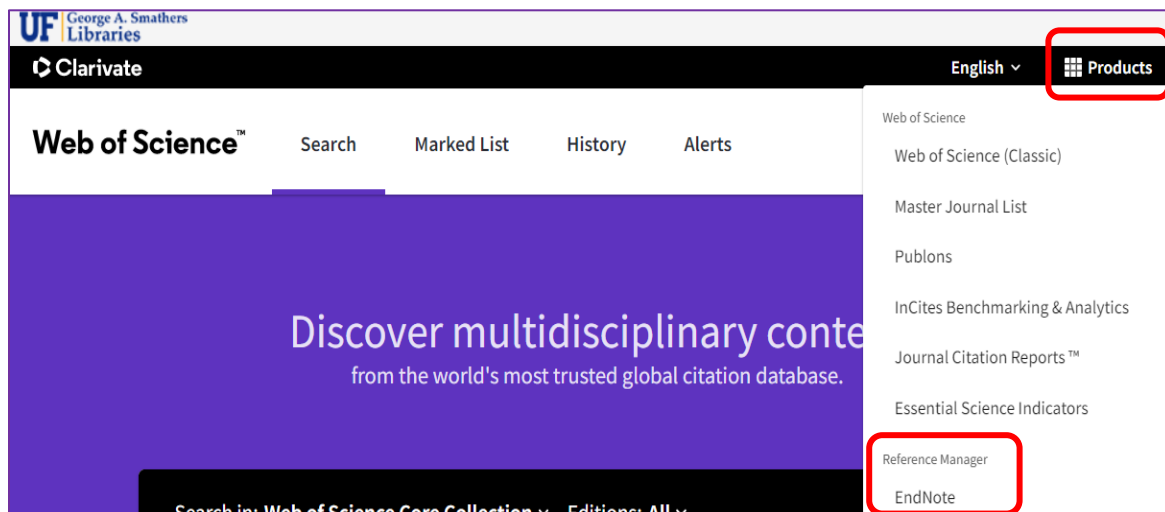 UF George A. Smathers
Libraries
Clarivate
English
Products
Web of Science™
Search
Marked List
History
Alerts
Discover multidisciplinary conte
from the world's most trusted global citation database.
Search in: Web of Science Core Collection Editions: All
Web of Science
Web of Science (Classic)
Master Journal List
Publons
InCites Benchmarking & Analytics
Journal Citation Reports ™
Essential Science Indicators
Reference Manager
EndNote